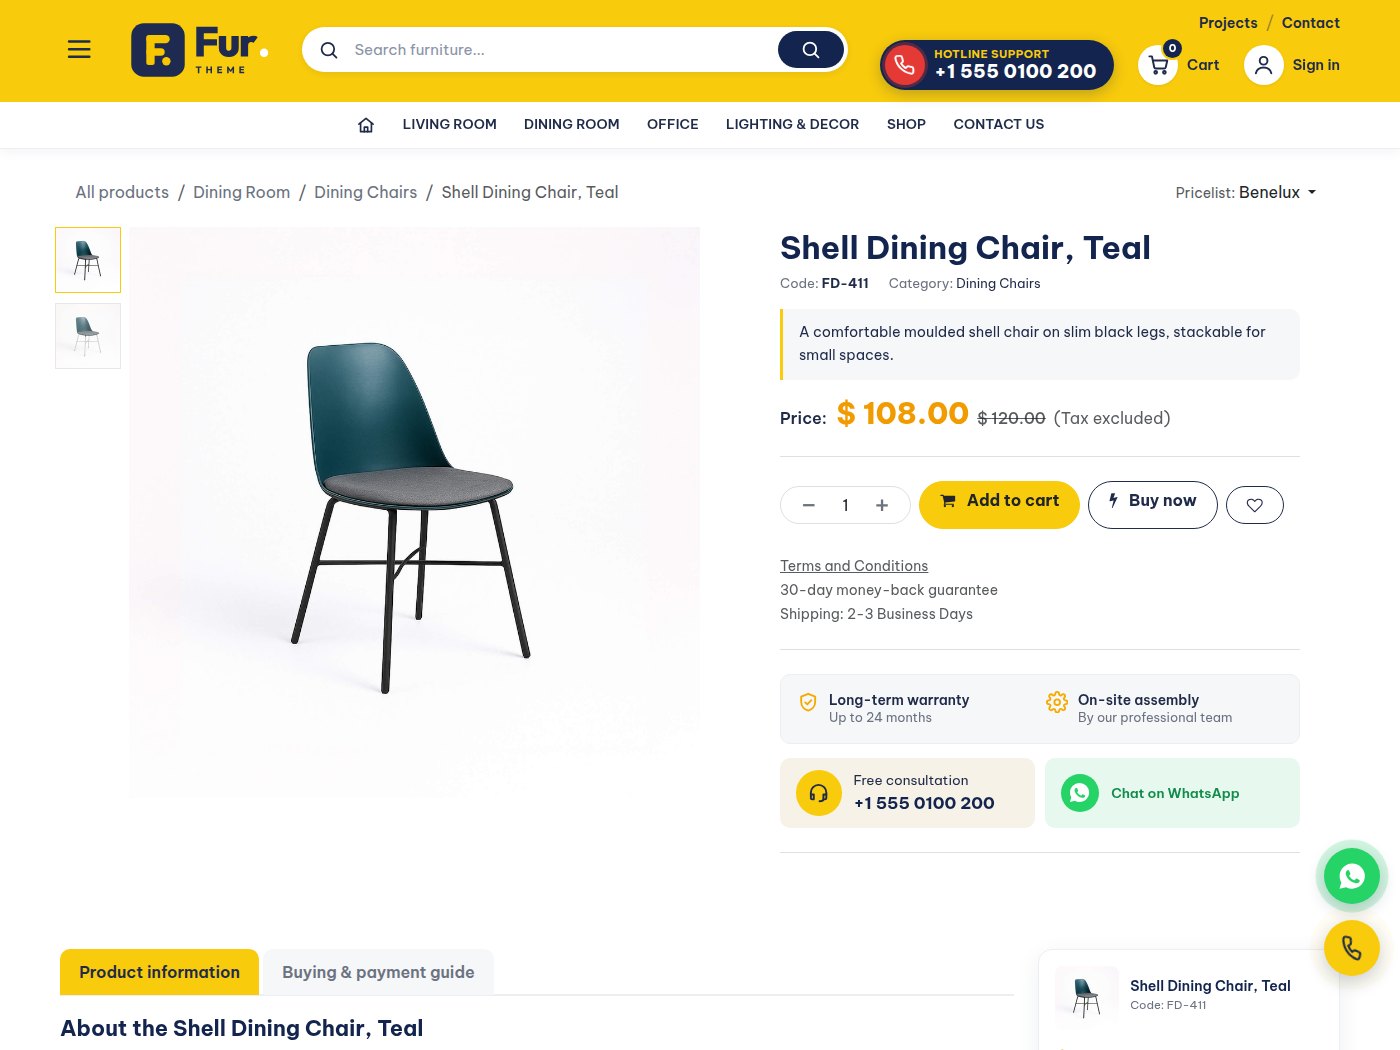 Projects / Contact
Fur.
THEME
Search furniture...
HOTLINE SUPPORT
+1 555 0100 200
0
Cart
Sign in
LIVING ROOM
DINING ROOM
OFFICE
LIGHTING & DECOR
SHOP
CONTACT US
All products / Dining Room / Dining Chairs / Shell Dining Chair, Teal
Pricelist: Benelux
Shell Dining Chair, Teal
Code: FD-411 Category: Dining Chairs
A comfortable moulded shell chair on slim black legs, stackable for
small spaces.
Price: $ 108.00 $ 120.00 (Tax excluded)
1
Add to cart
Buy now
Terms and Conditions
30-day money-back guarantee
Shipping: 2-3 Business Days
Long-term warranty
Up to 24 months
On-site assembly
By our professional team
Free consultation
+1 555 0100 200
Chat on WhatsApp
Product information
Buying & payment guide
About the Shell Dining Chair, Teal
Shell Dining Chair, Teal
Code: FD-411